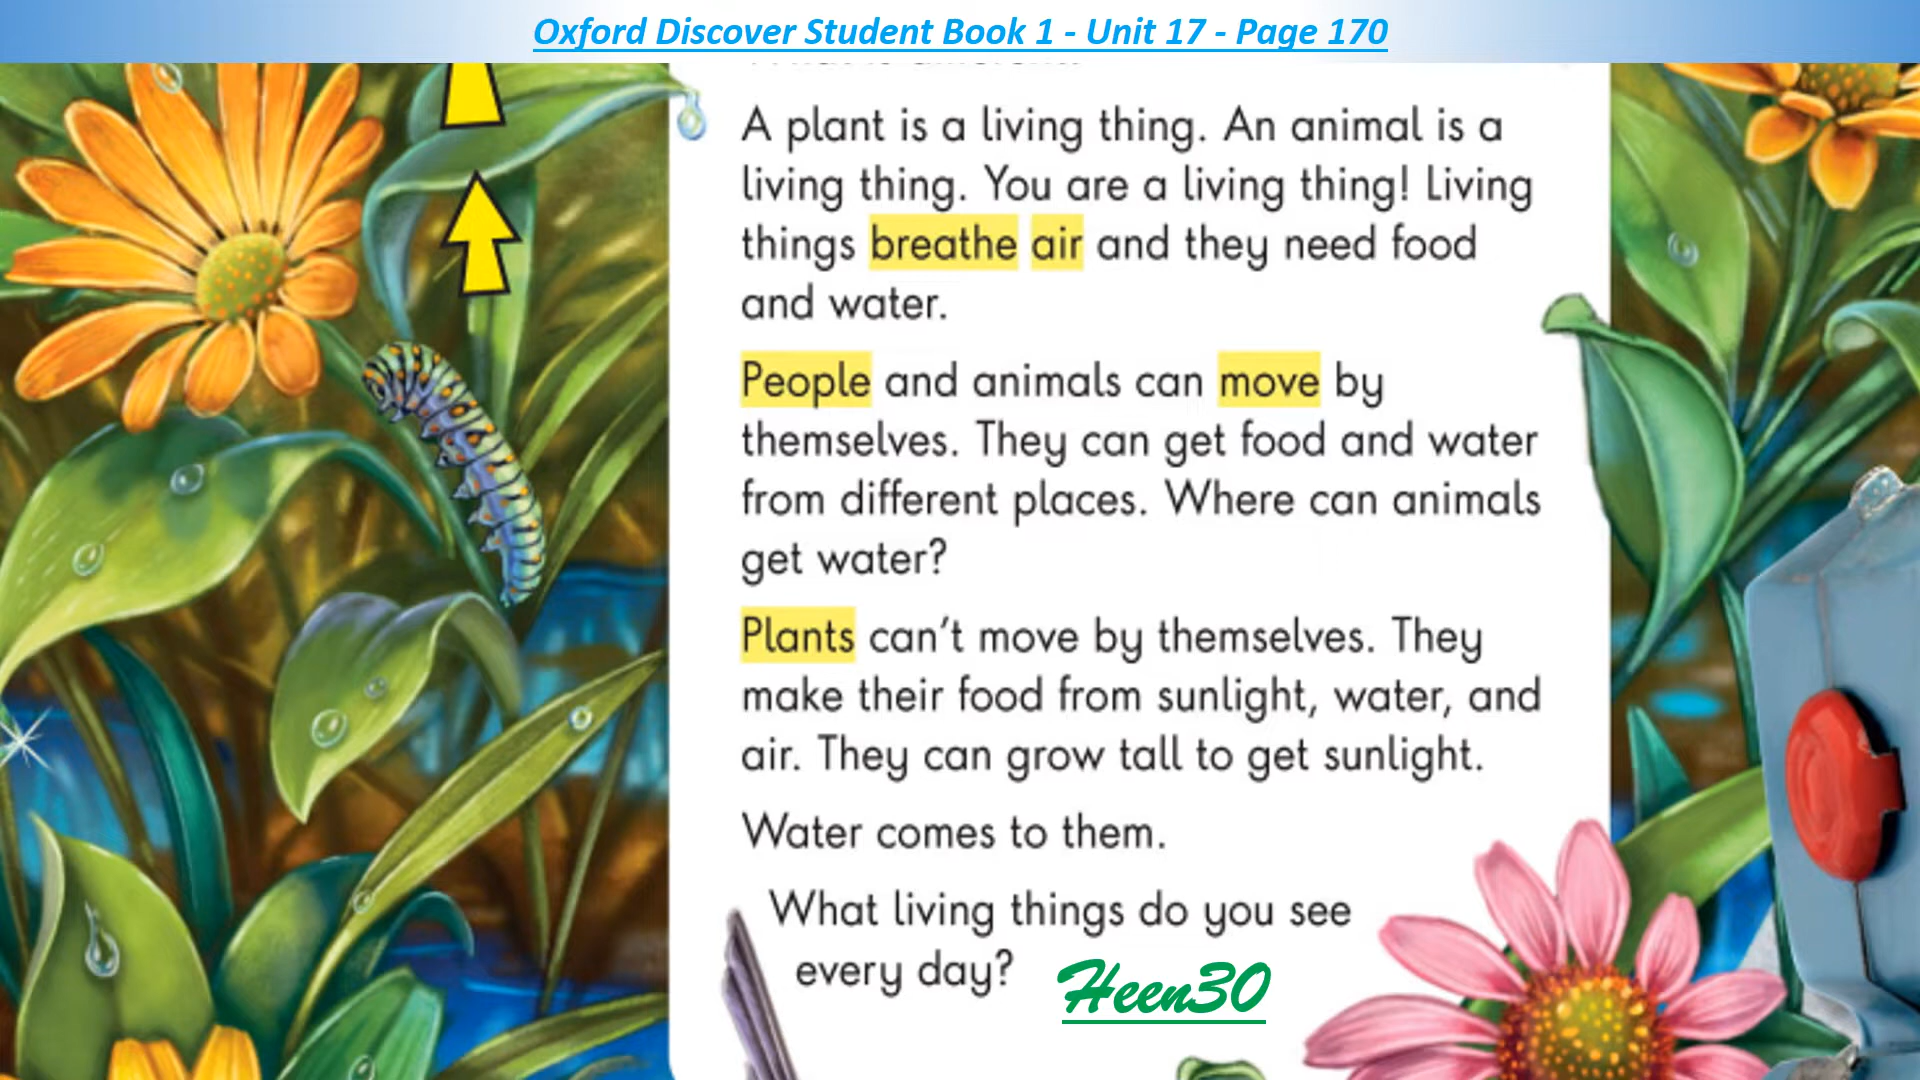 Oxford Discover Student Book 1 - Unit 17 - Page 170
A plant is a living thing. An animal is a
living thing. You are a living thing! Living
things breathe air and they need food
and water.
People and animals can move by
themselves. They can get food and water
from different places. Where can animals
get water?
Plants can't move by themselves. They
make their food from sunlight, water, and
air. They can grow tall to get sunlight.
Water comes to them.
What living things do you see
every day?
Heen30